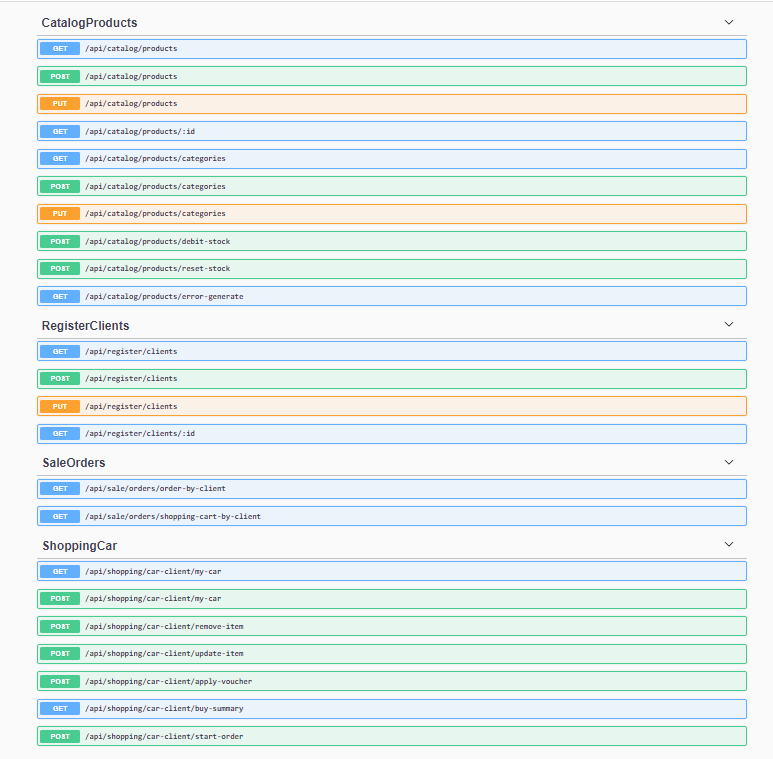 CatalogProducts
GET /api/catalog/products
POST /api/catalog/products
PUT /api/catalog/products
GET /api/catalog/products/:id
GET /api/catalog/products/categories
POST /api/catalog/products/categories
PUT /api/catalog/products/categories
POST /api/catalog/products/debit-stock
POST /api/catalog/products/reset-stock
GET /api/catalog/products/error-generate
RegisterClients
GET /api/register/clients
POST /api/register/clients
PUT /api/register/clients
GET /api/register/clients/:id
SaleOrders
GET /api/sale/orders/order-by-client
GET /api/sale/orders/shopping-cart-by-client
ShoppingCar
GET /api/shopping/car-client/my-car
POST /api/shopping/car-client/my-car
POST /api/shopping/car-client/remove-item
POST /api/shopping/car-client/update-item
POST /api/shopping/car-client/apply-voucher
GET /api/shopping/car-client/buy-summary
POST /api/shopping/car-client/start-order